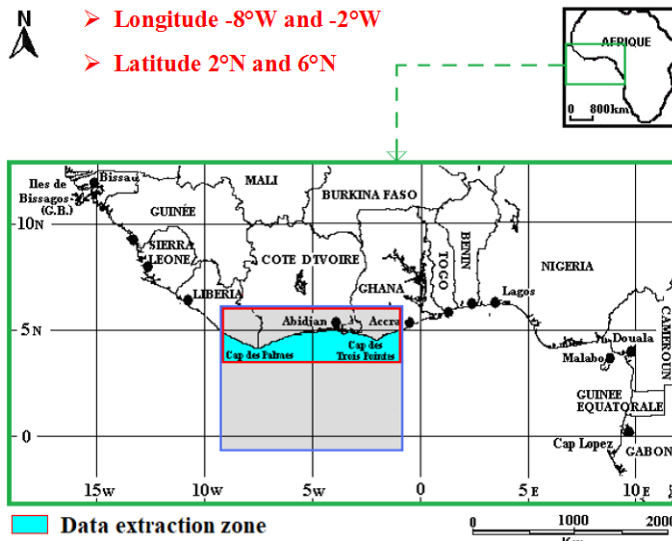 N
➤ Longitude -8°W and -2°W
➤ Latitude 2°N and 6°N
AFRIQUE
0 800km
Iles de
Bissagos
(G.B.)
Bissau
MALI
BURKINA FASO
10N
GUINÉE
SIERRA
LEONE
COTE D'IVOIRE
GHANA
TOGO
BENIN
NIGERIA
LIBERIA
Lagos
CAMEROUN
5N
Abidjan
Accra
Cap des Palmes
Cap des
Trois Pointes
Douala
Malabo
GUINEE
EQUATORIALE
0
Cap Lopez
GABON
15W
10W
5W
0
5E
10E
Data extraction zone
0 1000 2000
Km